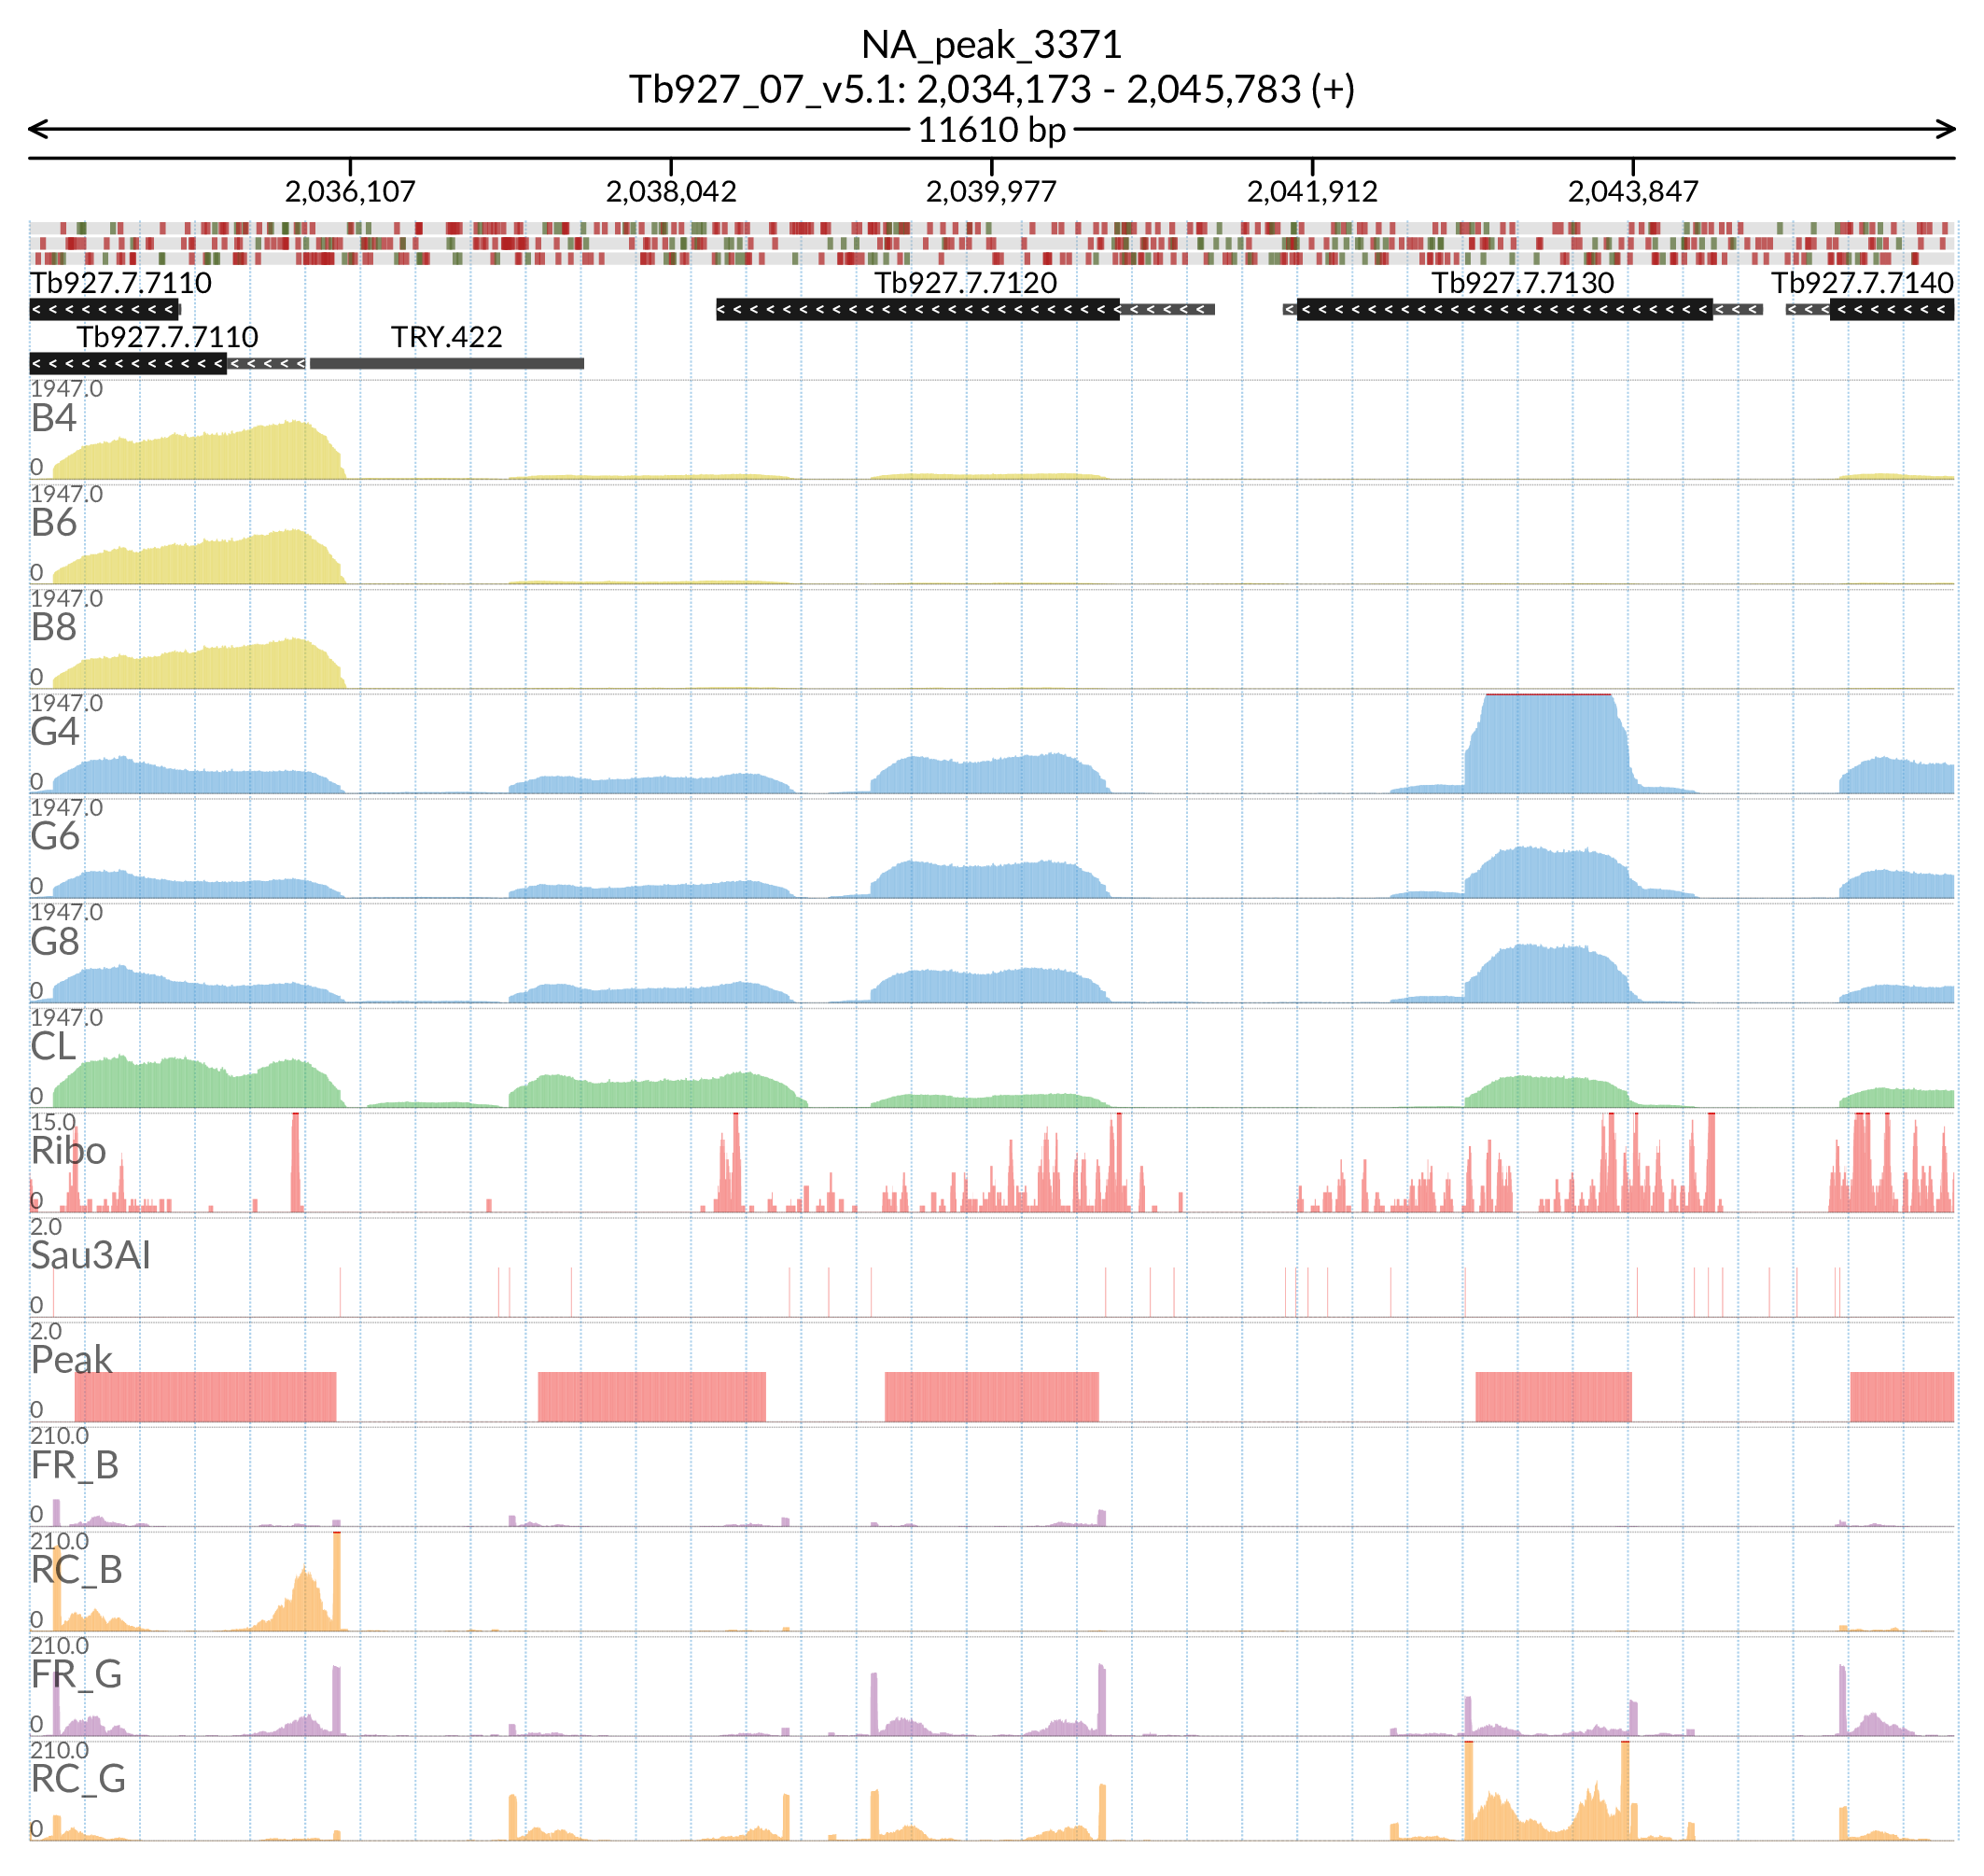 NA_peak_3371
Tb927_07_v5.1: 2,034,173 - 2,045,783 (+)
11610 bp
2,036,107 2,038,042 2,039,977 2,041,912 2,043,847
Tb927.7.7110 Tb927.7.7120 Tb927.7.7130 Tb927.7.7140
Tb927.7.7110 TRY.422
1947.0
B4
0
1947.0
B6
0
1947.0
B8
0
1947.0
G4
0
1947.0
G6
0
1947.0
G8
0
1947.0
CL
0
15.0
Ribo
0
2.0
Sau3AI
0
2.0
Peak
0
210.0
FR_B
0
210.0
RC_B
0
210.0
FR_G
0
210.0
RC_G
0